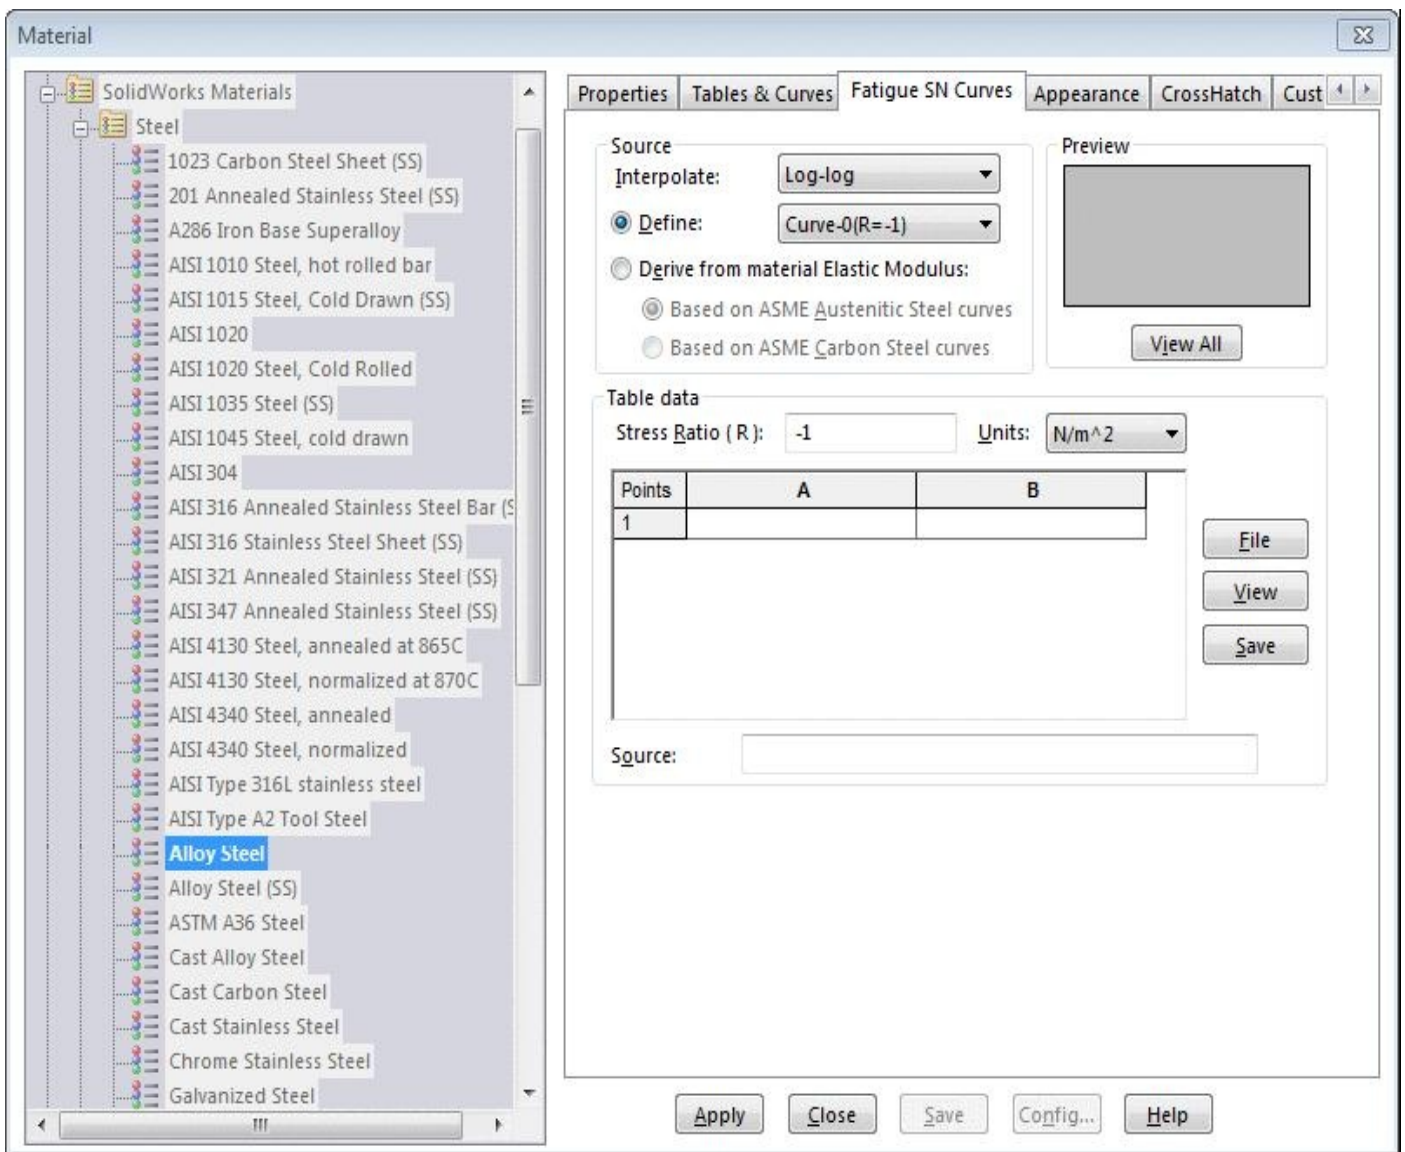 Material
SolidWorks Materials
Steel
1023 Carbon Steel Sheet (SS)
201 Annealed Stainless Steel (SS)
A286 Iron Base Superalloy
AISI 1010 Steel, hot rolled bar
AISI 1015 Steel, Cold Drawn (SS)
AISI 1020
AISI 1020 Steel, Cold Rolled
AISI 1035 Steel (SS)
AISI 1045 Steel, cold drawn
AISI 304
AISI 316 Annealed Stainless Steel Bar (S
AISI 316 Stainless Steel Sheet (SS)
AISI 321 Annealed Stainless Steel (SS)
AISI 347 Annealed Stainless Steel (SS)
AISI 4130 Steel, annealed at 865C
AISI 4130 Steel, normalized at 870C
AISI 4340 Steel, annealed
AISI 4340 Steel, normalized
AISI Type 316L stainless steel
AISI Type A2 Tool Steel
Alloy Steel
Alloy Steel (SS)
ASTM A36 Steel
Cast Alloy Steel
Cast Carbon Steel
Cast Stainless Steel
Chrome Stainless Steel
Galvanized Steel
Properties Tables & Curves Fatigue SN Curves Appearance CrossHatch Cust
Source
Interpolate: Log-log
Define: Curve-0(R=-1)
Derive from material Elastic Modulus:
Based on ASME Austenitic Steel curves
Based on ASME Carbon Steel curves
Preview
View All
Table data
Stress Ratio ( R ): -1 Units: N/m^2
Points A B
1
File
View
Save
Source:
Apply Close Save Config... Help